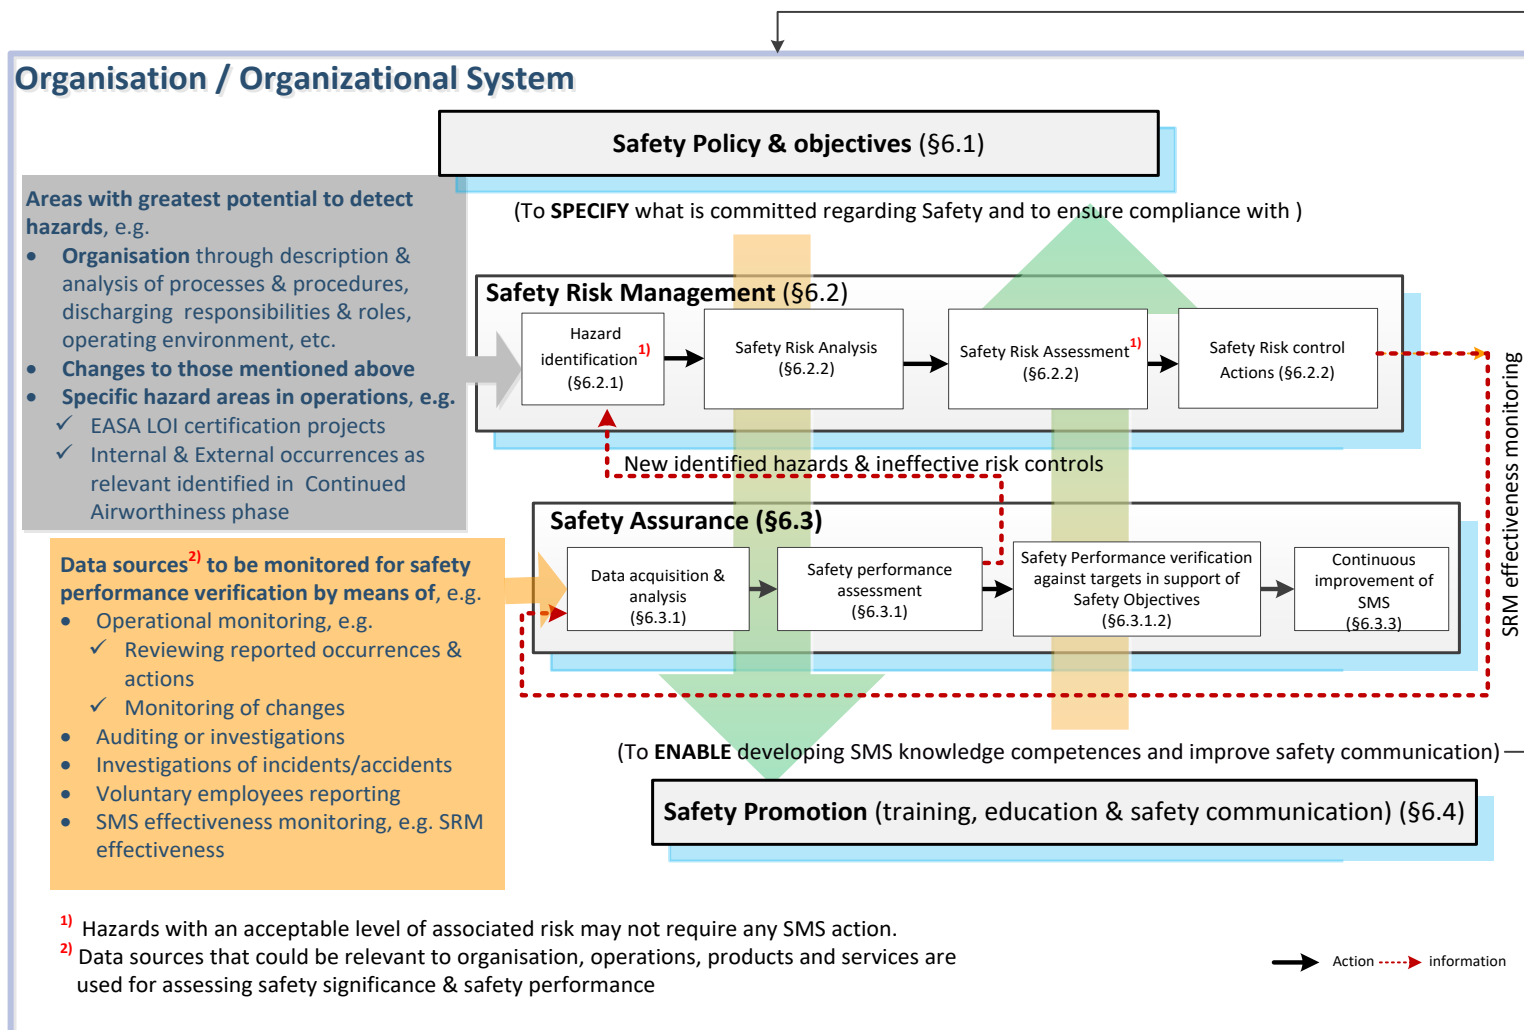 Organisation / Organizational System
Safety Policy & objectives (§6.1)
(To SPECIFY what is committed regarding Safety and to ensure compliance with )
Areas with greatest potential to detect
hazards, e.g.
• Organisation through description &
analysis of processes & procedures,
discharging responsibilities & roles,
operating environment, etc.
• Changes to those mentioned above
• Specific hazard areas in operations, e.g.
✓ EASA LOI certification projects
✓ Internal & External occurrences as
relevant identified in Continued
Airworthiness phase
Safety Risk Management (§6.2)
Hazard
identification 1)
(§6.2.1)
Safety Risk Analysis
(§6.2.2)
Safety Risk Assessment 1)
(§6.2.2)
Safety Risk control
Actions (§6.2.2)
SRM effectiveness monitoring
New identified hazards & ineffective risk controls
Safety Assurance (§6.3)
Data acquisition &
analysis
(§6.3.1)
Safety performance
assessment
(§6.3.1)
Safety Performance verification
against targets in support of
Safety Objectives
(§6.3.1.2)
Continuous
improvement of
SMS
(§6.3.3)
Data sources 2) to be monitored for safety
performance verification by means of, e.g.
• Operational monitoring, e.g.
✓ Reviewing reported occurrences &
actions
✓ Monitoring of changes
• Auditing or investigations
• Investigations of incidents/accidents
• Voluntary employees reporting
• SMS effectiveness monitoring, e.g. SRM
effectiveness
(To ENABLE developing SMS knowledge competences and improve safety communication)
Safety Promotion (training, education & safety communication) (§6.4)
1) Hazards with an acceptable level of associated risk may not require any SMS action.
2) Data sources that could be relevant to organisation, operations, products and services are
used for assessing safety significance & safety performance
Action
information